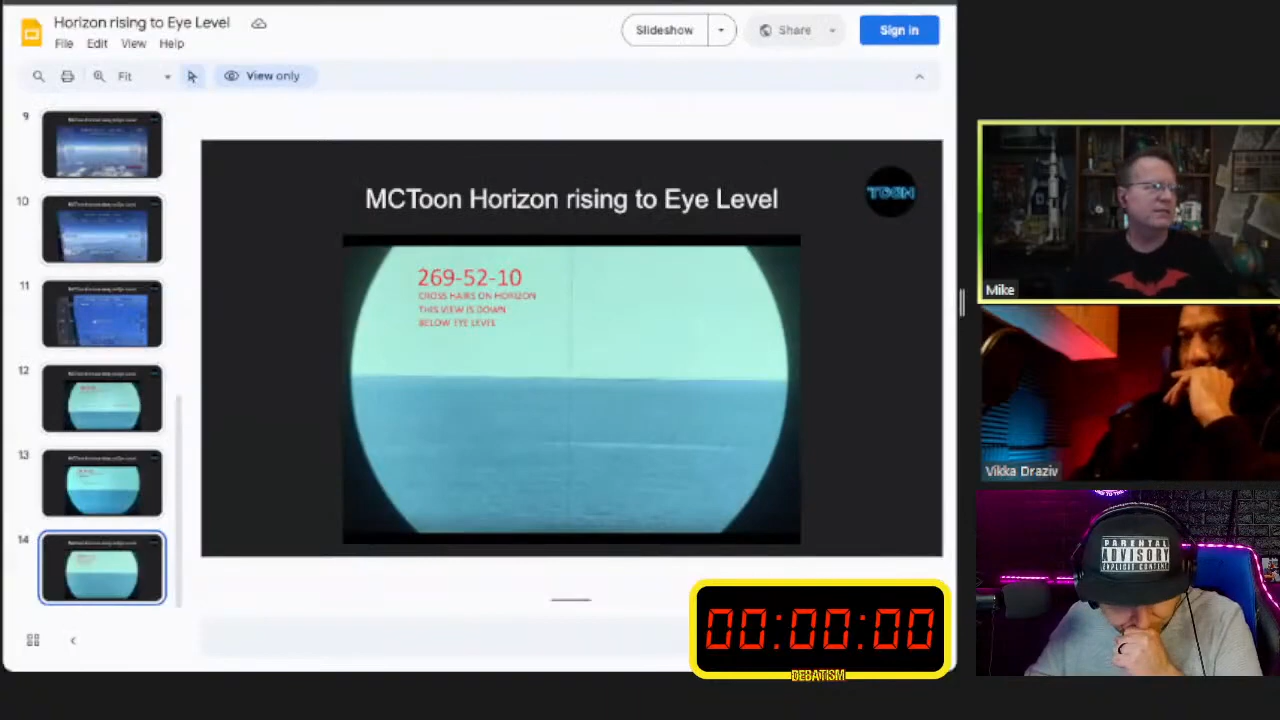 Horizon rising to Eye Level
File Edit View Help
Slideshow
Share
Sign in
Fit
View only
9
10
11
12
13
14
MCToon Horizon rising to Eye Level
TOON
269-52-10
CROSS HAIRS ON HORIZON
THIS VIEW IS DOWN
BELOW EYE LEVEL
Mike
Vikka Draziv
PARENTAL
ADVISORY
EXPLICIT CONTENT
00:00:00
DEBATISM